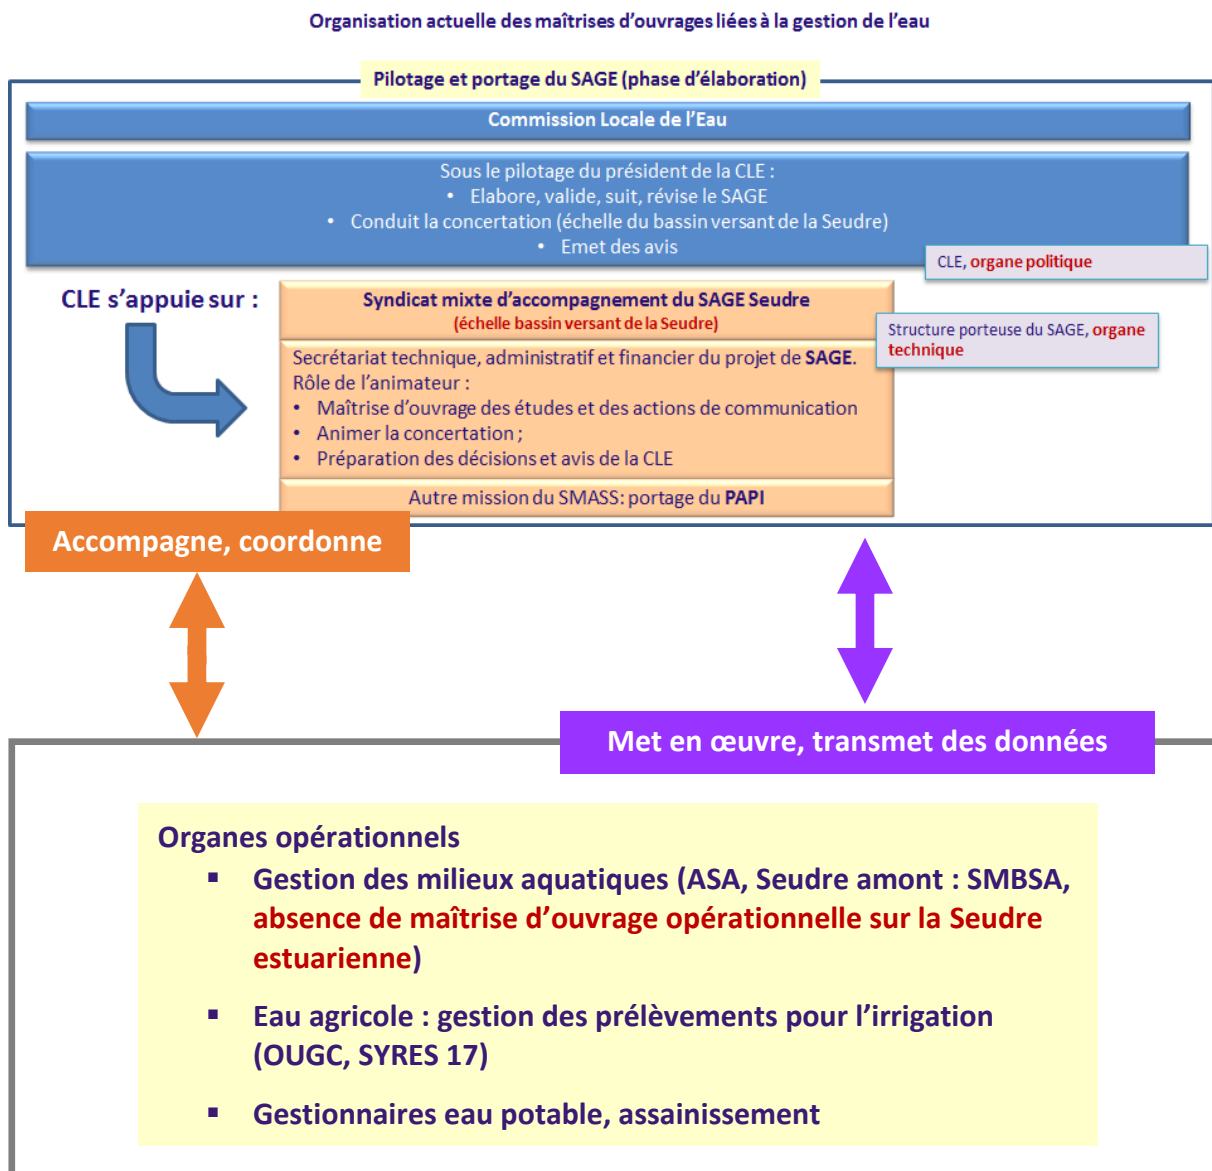 Organisation actuelle des maîtrises d'ouvrages liées à la gestion de l'eau
Pilotage et portage du SAGE (phase d'élaboration)
Commission Locale de l'Eau
Sous le pilotage du président de la CLE :
• Elabore, valide, suit, révise le SAGE
• Conduit la concertation (échelle du bassin versant de la Seudre)
• Emet des avis
CLE, organe politique
CLE s'appuie sur :
Syndicat mixte d'accompagnement du SAGE Seudre
(échelle bassin versant de la Seudre)
Structure porteuse du SAGE, organe
technique
Secrétariat technique, administratif et financier du projet de SAGE.
Rôle de l'animateur :
• Maîtrise d'ouvrage des études et des actions de communication
• Animer la concertation ;
• Préparation des décisions et avis de la CLE
Autre mission du SMASS: portage du PAPI
Accompagne, coordonne
Met en œuvre, transmet des données
Organes opérationnels
▪ Gestion des milieux aquatiques (ASA, Seudre amont : SMBSA,
absence de maîtrise d'ouvrage opérationnelle sur la Seudre
estuarienne)
▪ Eau agricole : gestion des prélèvements pour l'irrigation
(OUGC, SYRES 17)
▪ Gestionnaires eau potable, assainissement